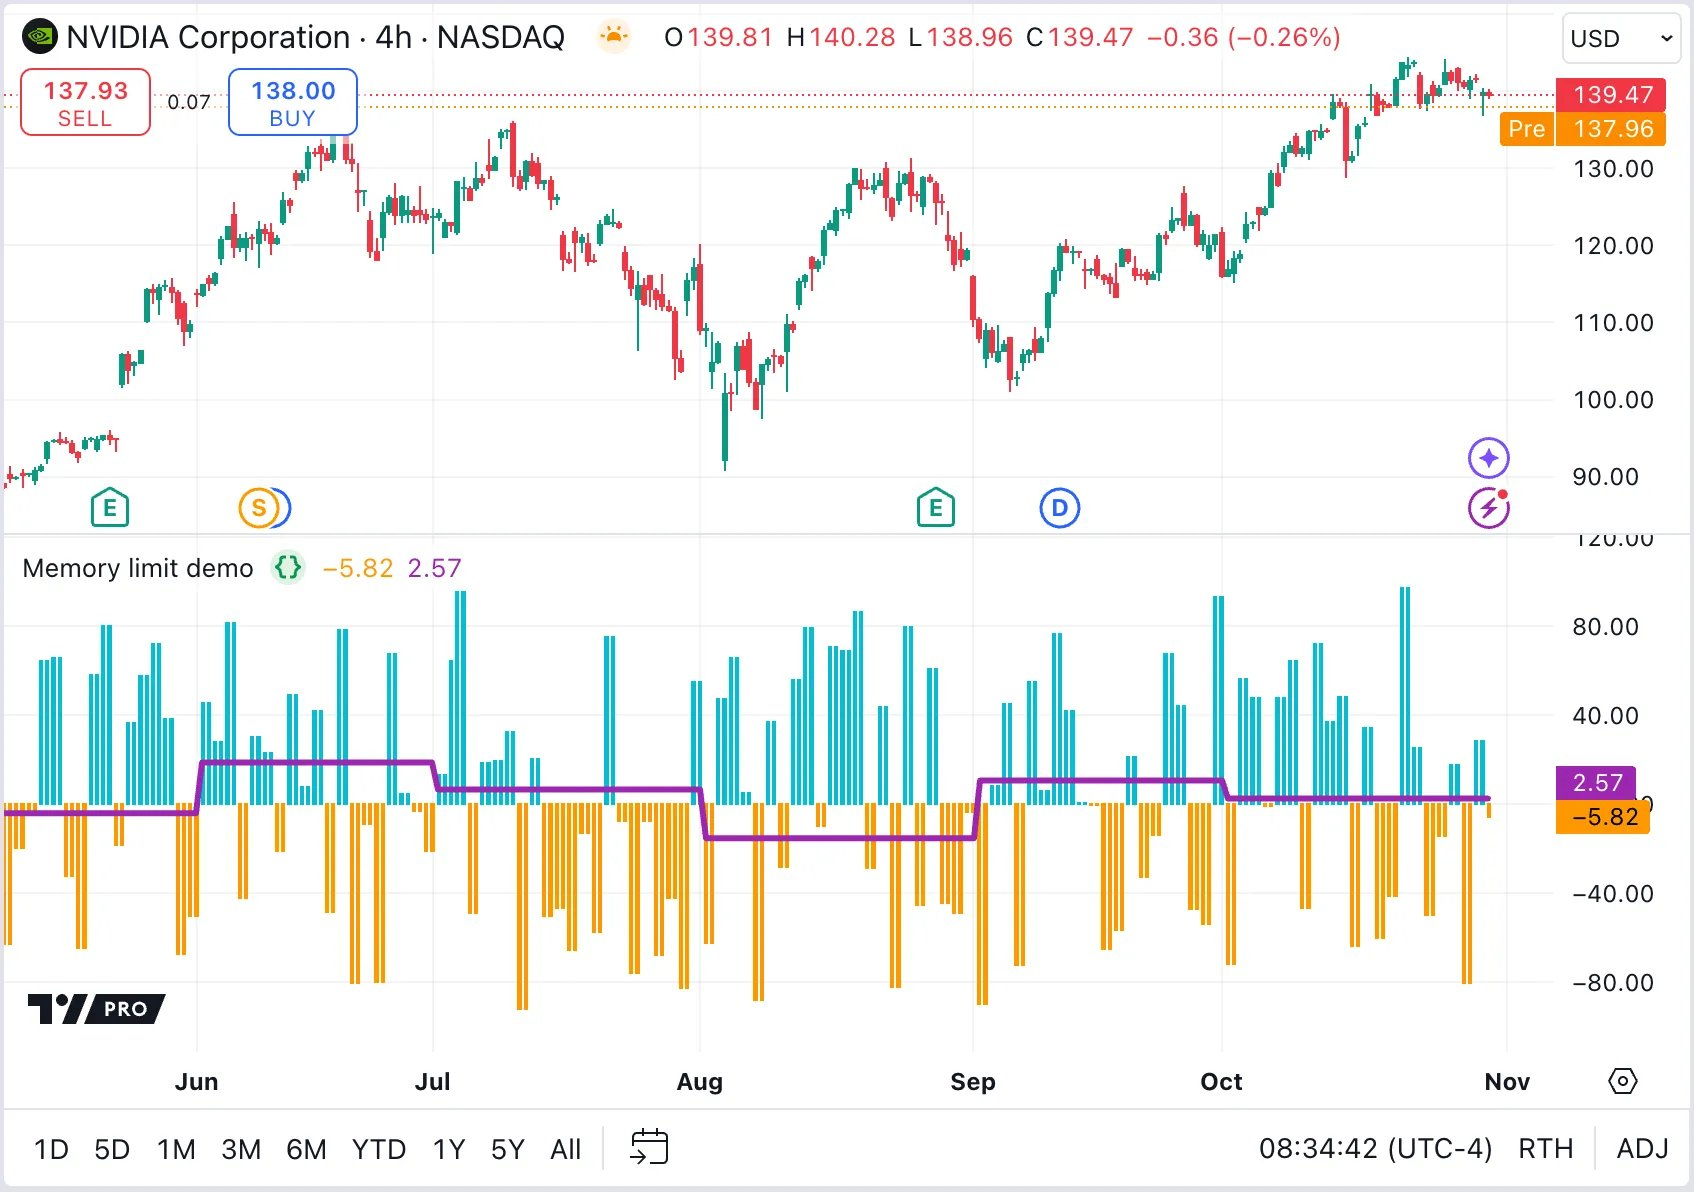 NVIDIA Corporation · 4h · NASDAQ O139.81 H140.28 L138.96 C139.47 −0.36 (−0.26%)
USD
137.93
SELL
0.07
138.00
BUY
139.47
Pre 137.96
130.00
120.00
110.00
100.00
90.00
E
S
E
D
Memory limit demo {} −5.82 2.57
120.00
80.00
40.00
2.57
−5.82
−40.00
−80.00
PRO
Jun Jul Aug Sep Oct Nov
1D 5D 1M 3M 6M YTD 1Y 5Y All
08:34:42 (UTC-4) RTH ADJ